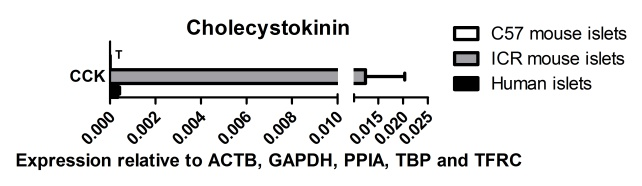 Cholecystokinin
C57 mouse islets
ICR mouse islets
Human islets
T
CCK
0.000 0.002 0.004 0.006 0.008 0.010 0.015 0.020 0.025
Expression relative to ACTB, GAPDH, PPIA, TBP and TFRC